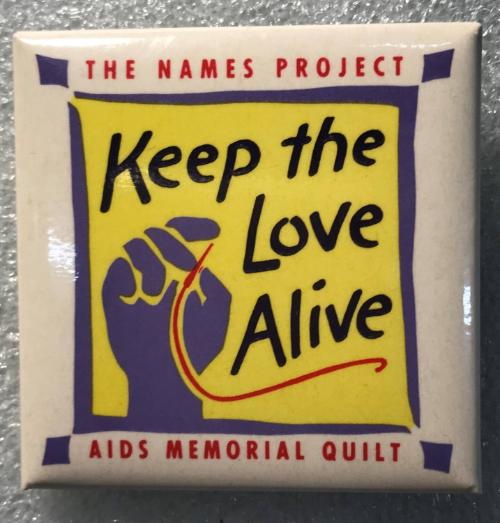 THE NAMES PROJECT
Keep the
Love
Alive
AIDS MEMORIAL QUILT